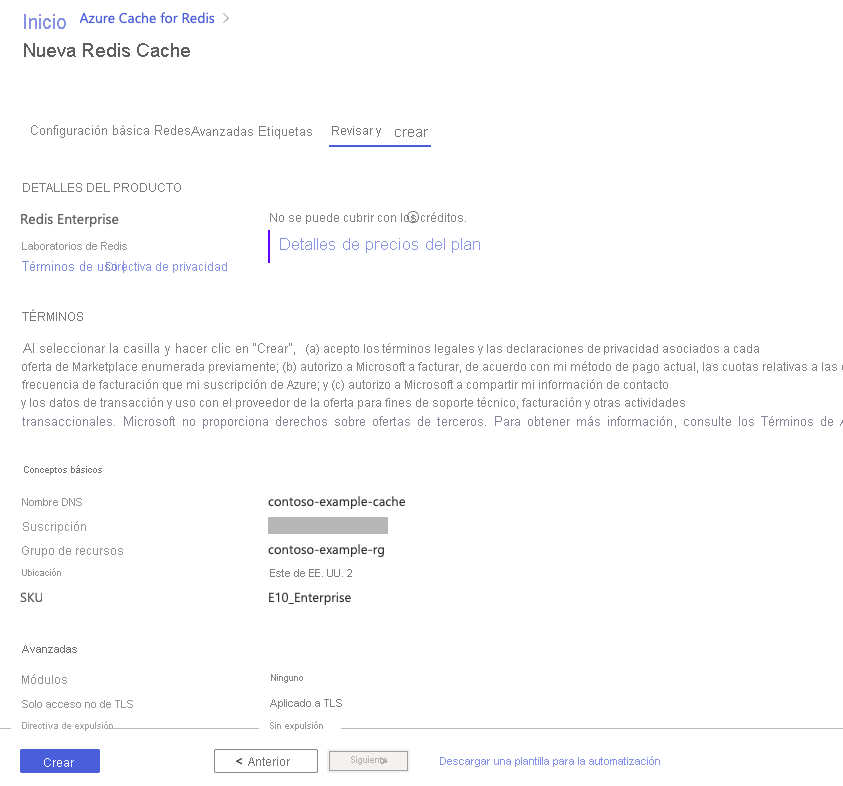 Inicio Azure Cache for Redis >
Nueva Redis Cache
Configuración básica Redes Avanzadas Etiquetas Revisar y crear
DETALLES DEL PRODUCTO
Redis Enterprise No se puede cubrir con los créditos.
Laboratorios de Redis Detalles de precios del plan
Términos de uso | Directiva de privacidad
TÉRMINOS
Al seleccionar la casilla y hacer clic en "Crear", (a) acepto los términos legales y las declaraciones de privacidad asociados a cada
oferta de Marketplace enumerada previamente; (b) autorizo a Microsoft a facturar, de acuerdo con mi método de pago actual, las cuotas relativas a las
frecuencia de facturación que mi suscripción de Azure; y (c) autorizo a Microsoft a compartir mi información de contacto
y los datos de transacción y uso con el proveedor de la oferta para fines de soporte técnico, facturación y otras actividades
transaccionales. Microsoft no proporciona derechos sobre ofertas de terceros. Para obtener más información, consulte los Términos de
Conceptos básicos
Nombre DNS contoso-example-cache
Suscripción
Grupo de recursos contoso-example-rg
Ubicación Este de EE. UU. 2
SKU E10_Enterprise
Avanzadas
Módulos Ninguno
Solo acceso no de TLS Aplicado a TLS
Directiva de expulsión Sin expulsión
Crear < Anterior Siguiente > Descargar una plantilla para la automatización